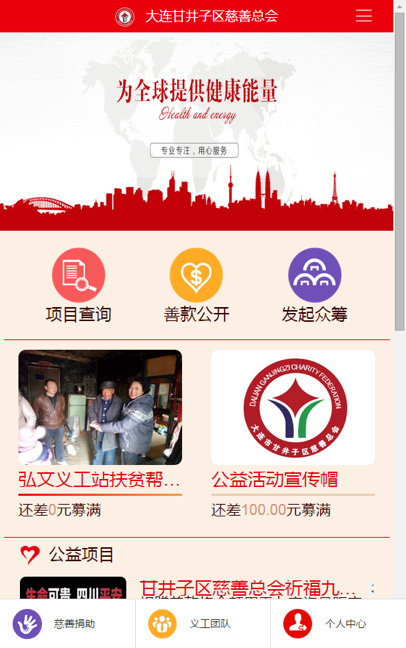 大连甘井子区慈善总会
为全球提供健康能量
Health and energy
专业专注，用心服务
项目查询
善款公开
发起众筹
DALIAN GANJINGZI CHARITY FEDERATION
大连市甘井子区慈善总会
弘文义工站扶贫帮...
公益活动宣传帽
还差0元募满
还差100.00元募满
公益项目
生命可贵 四川平安
甘井子区慈善总会祈福九...
慈善捐助
义工团队
个人中心